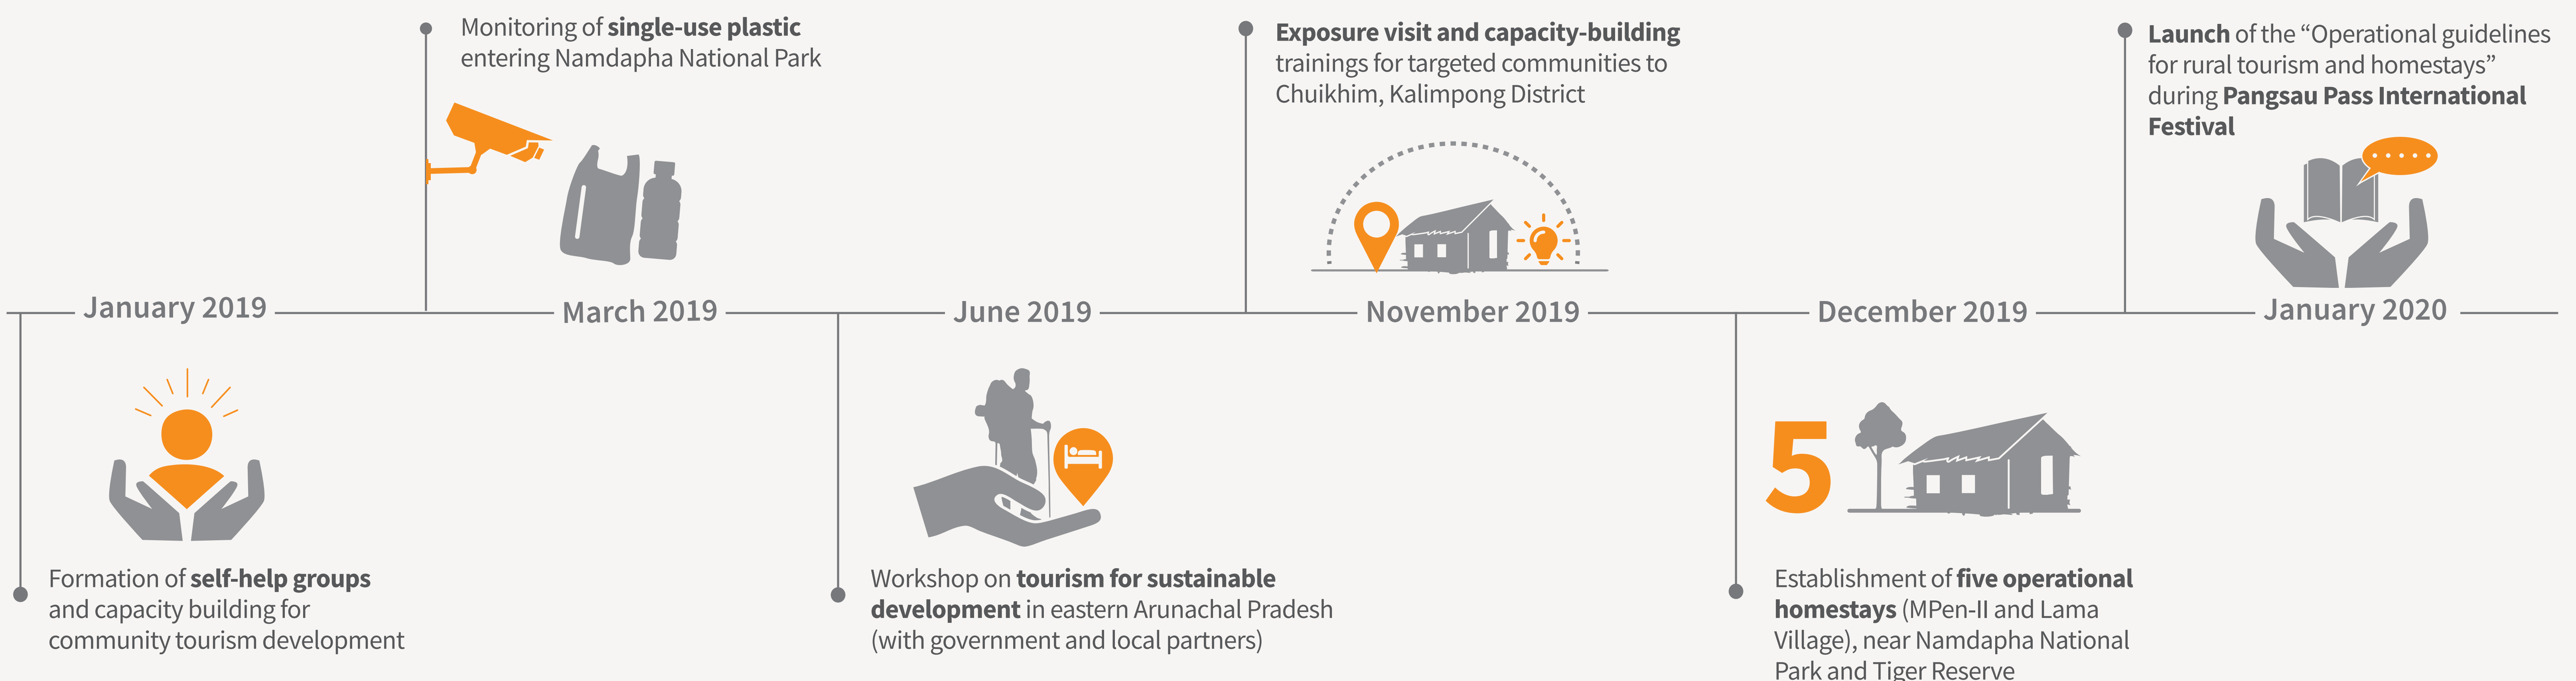 January 2019
Formation of self-help groups
and capacity building for
community tourism development
Monitoring of single-use plastic
entering Namdapha National Park
March 2019
June 2019
Workshop on tourism for sustainable
development in eastern Arunachal Pradesh
(with government and local partners)
Exposure visit and capacity-building
trainings for targeted communities to
Chuikhim, Kalimpong District
November 2019
December 2019
5
Establishment of five operational
homestays (MPen-II and Lama
Village), near Namdapha National
Park and Tiger Reserve
Launch of the “Operational guidelines
for rural tourism and homestays”
during Pangsau Pass International
Festival
January 2020